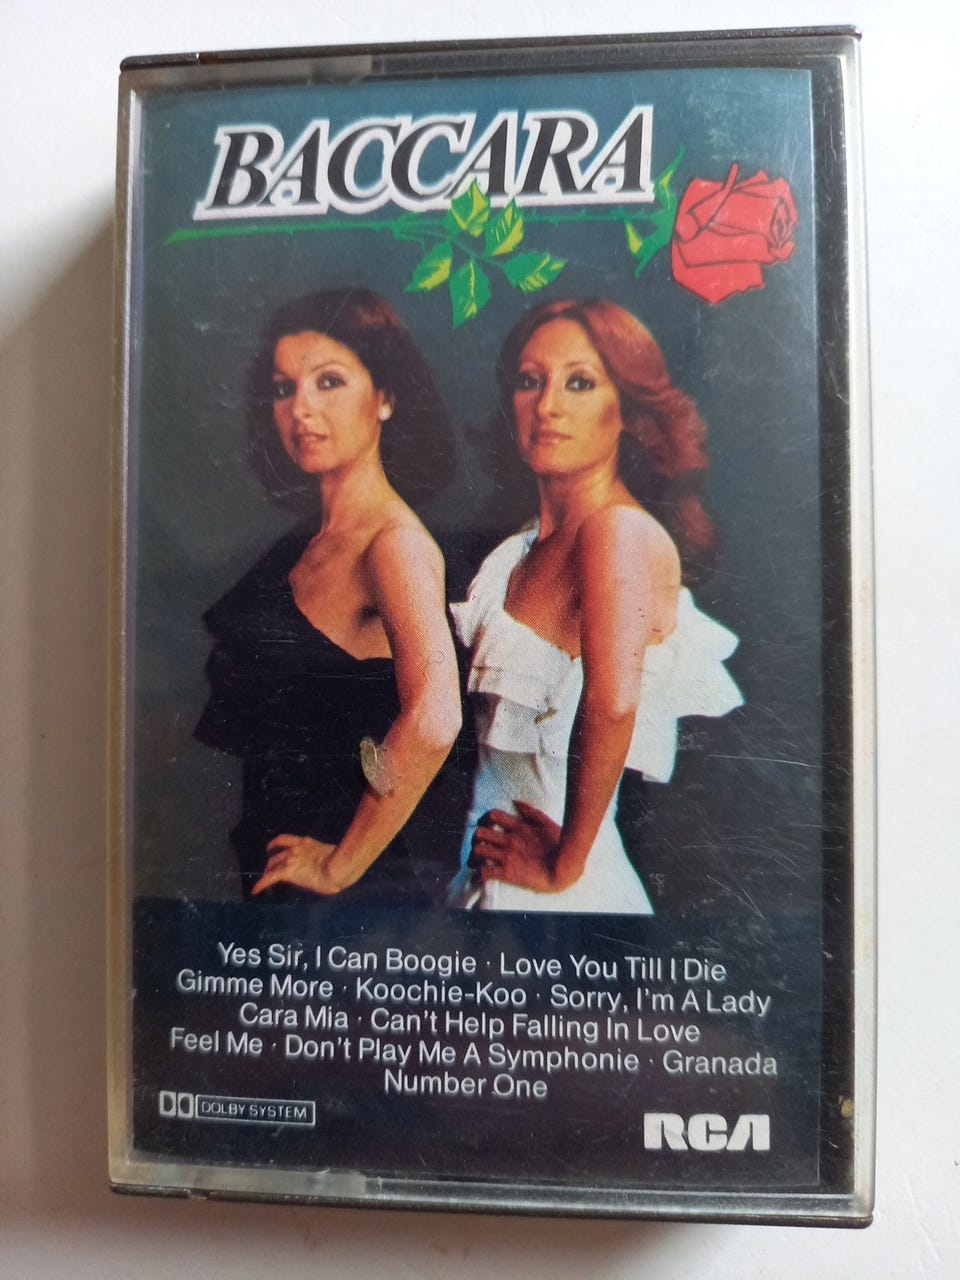 BACCARA
Yes Sir, I Can Boogie · Love You Till I Die
Gimme More · Koochie-Koo · Sorry, I'm A Lady
Cara Mia · Can't Help Falling In Love
Feel Me · Don't Play Me A Symphonie · Granada
Number One
DOLBY SYSTEM
RCA